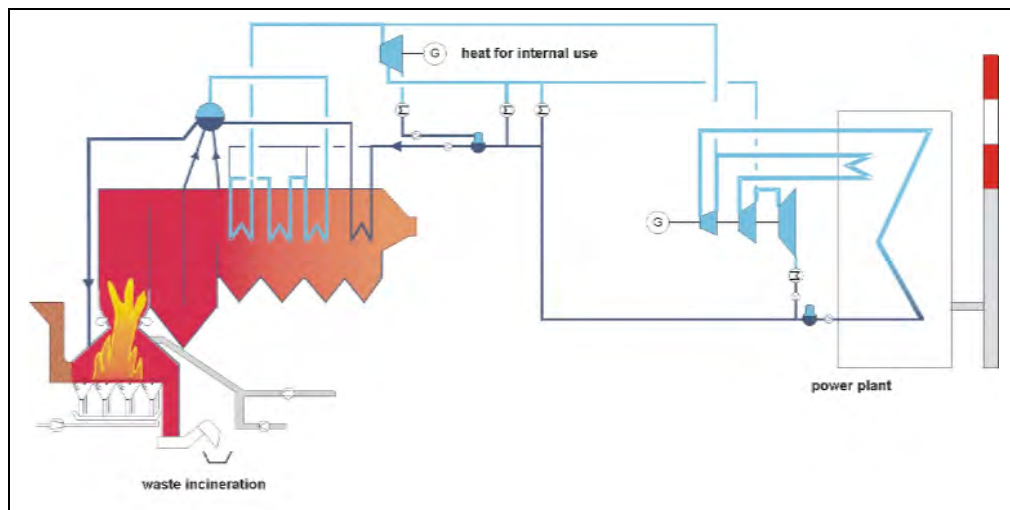 G
heat for internal use
G
power plant
waste incineration